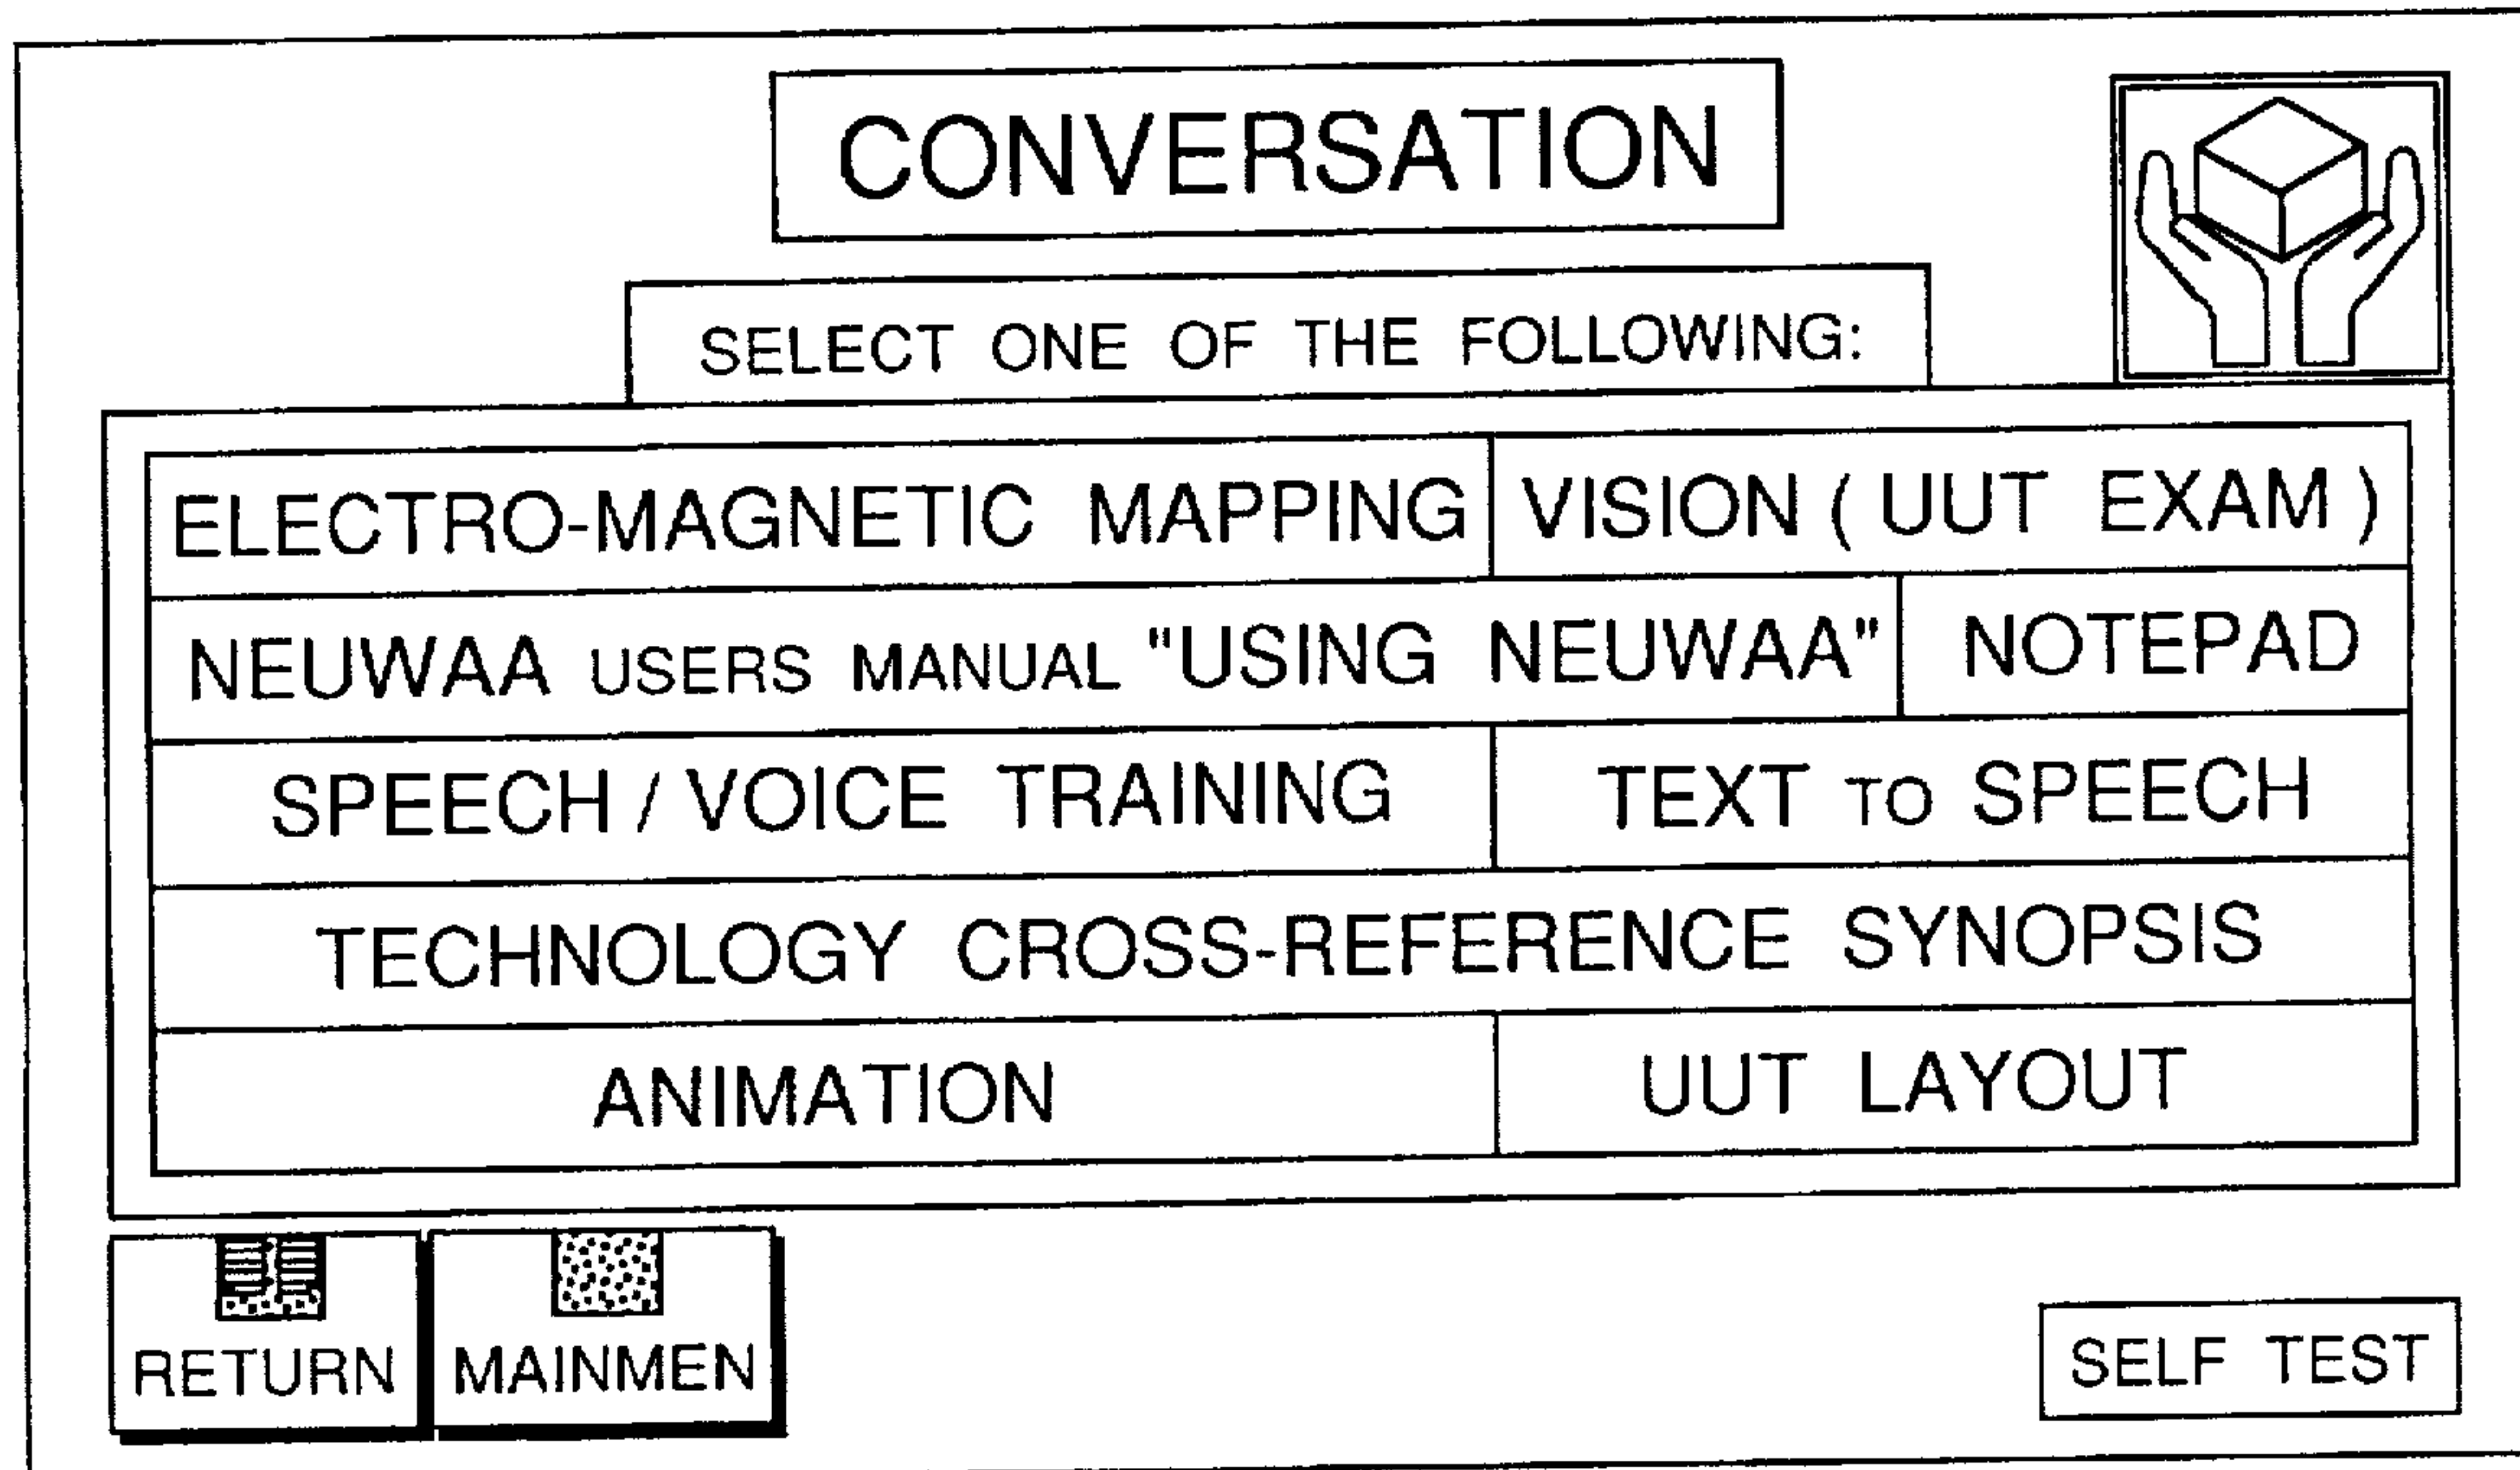 CONVERSATION
SELECT ONE OF THE FOLLOWING:
ELECTRO-MAGNETIC MAPPING VISION ( UUT EXAM )
NEUWAA USERS MANUAL "USING NEUWAA" NOTEPAD
SPEECH / VOICE TRAINING TEXT TO SPEECH
TECHNOLOGY CROSS-REFERENCE SYNOPSIS
ANIMATION UUT LAYOUT
RETURN MAINMEN SELF TEST